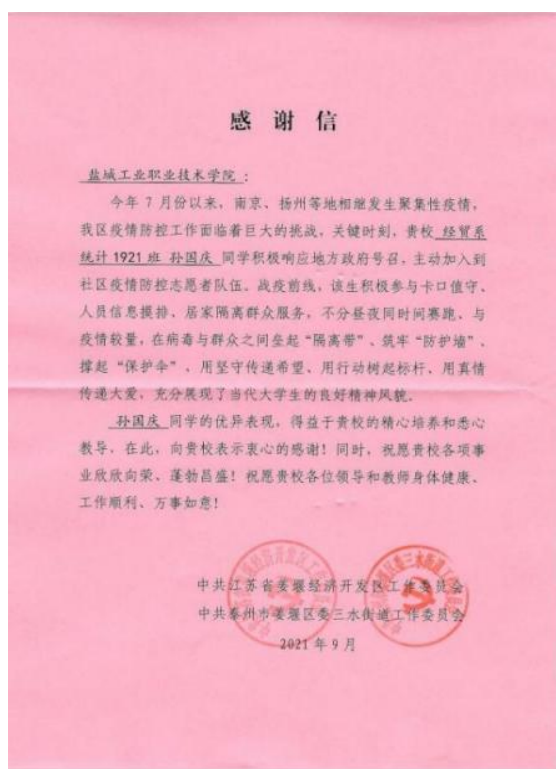 感谢信
盐城工业职业技术学院：
今年7月份以来，南京、扬州等地相继发生聚集性疫情，
我区疫情防控工作面临着巨大的挑战，关键时刻，贵校 经贸系
统计1921班 孙国庆 同学积极响应地方政府号召，主动加入到
社区疫情防控志愿者队伍。战疫前线，该生积极参与卡口值守、
人员信息摸排、居家隔离群众服务，不分昼夜同时间赛跑、与
疫情较量，在病毒与群众之间垒起“隔离带”、筑牢“防护墙”、
撑起“保护伞”，用坚守传递希望、用行动树起标杆，用真情
传递大爱，充分展现了当代大学生的良好精神风貌。
孙国庆 同学的优异表现，得益于贵校的精心培养和悉心
教导，在此，向贵校表示衷心的感谢！同时，祝愿贵校各项事
业欣欣向荣、蓬勃昌盛！祝愿贵校各位领导和教师身体健康、
工作顺利、万事如意！
中共江苏省姜堰经济开发区工作委员会
中共泰州市姜堰区委三水街道工作委员会
2021年9月